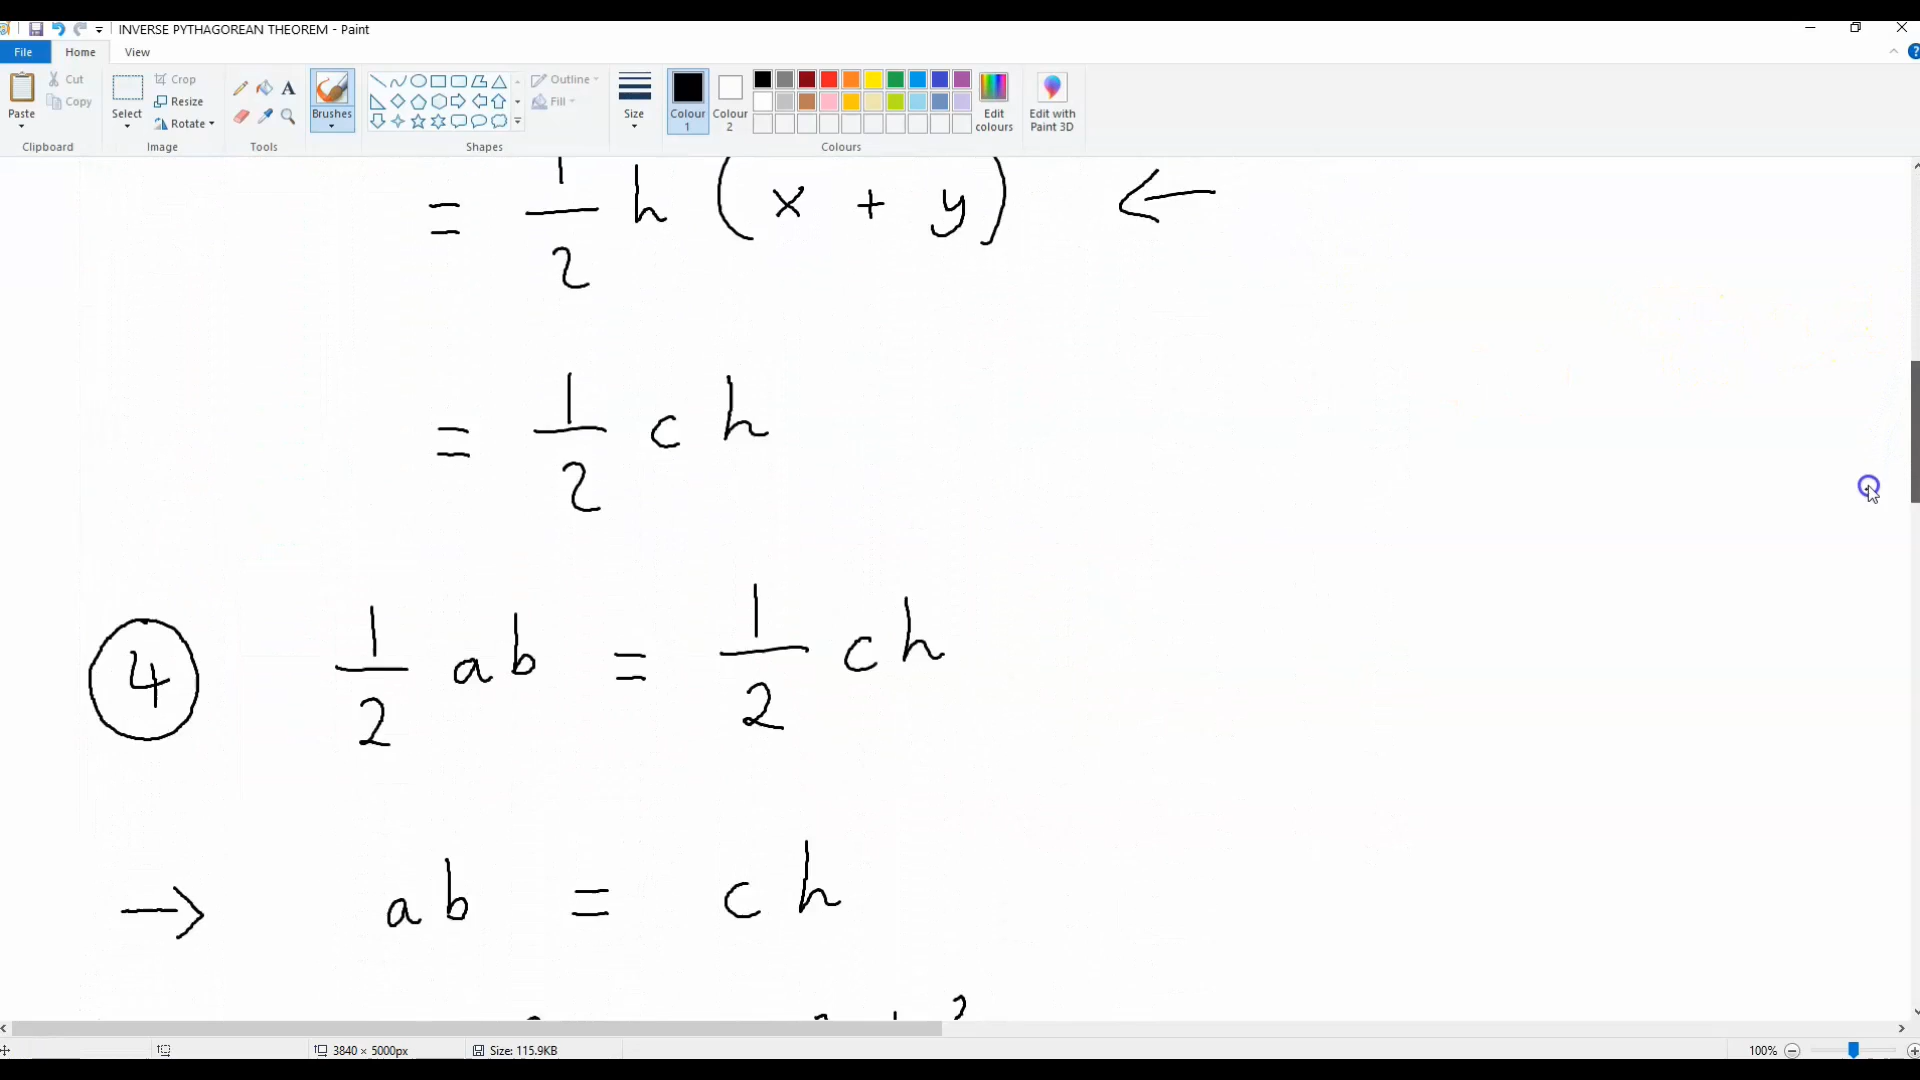 INVERSE PYTHAGOREAN THEOREM - Paint
File Home View
Cut Crop Outline Fill
Copy Resize
Paste Select Rotate Brushes Size Colour 1 Colour 2 Edit colours Edit with Paint 3D
Clipboard Image Tools Shapes Colours
= 1/2 h (x + y) ←
= 1/2 c h
④ 1/2 ab = 1/2 ch
→ ab = ch
3840 × 5000px Size: 115.9KB 100%